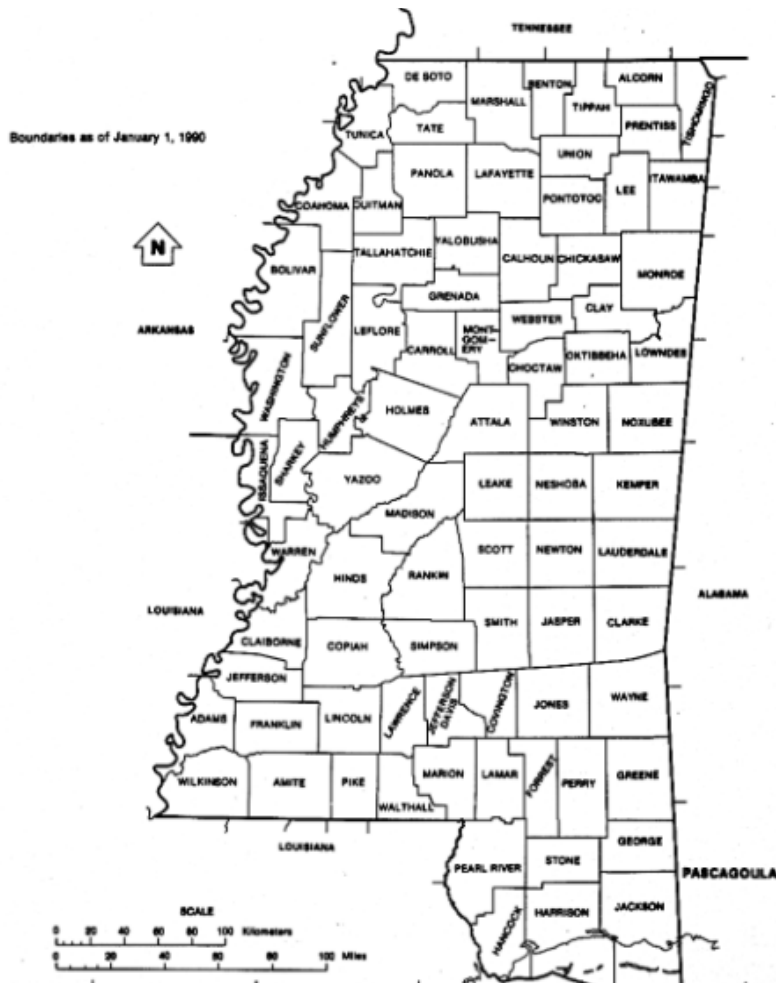 TENNESSEE
Boundaries as of January 1, 1990
DE SOTO
BENTON
ALCORN
MARSHALL
TIPPAH
TISHOMINGO
TUNICA
TATE
PRENTISS
UNION
PANOLA
LAFAYETTE
ITAWAMBA
LEE
PONTOTOC
COAHOMA
QUITMAN
N
YALOBUSHA
TALLAHATCHIE
CALHOUN
CHICKASAW
BOLIVAR
MONROE
GRENADA
SUNFLOWER
CLAY
WEBSTER
ARKANSAS
LEFLORE
MONT-
GOM-
ERY
CARROLL
OKTIBBEHA
LOWNDES
CHOCTAW
WASHINGTON
HUMPHREYS
HOLMES
ATTALA
WINSTON
NOXUBEE
ISSAQUENA
SHARKEY
YAZOO
LEAKE
NESHOBA
KEMPER
MADISON
WARREN
SCOTT
NEWTON
LAUDERDALE
HINDS
RANKIN
ALABAMA
LOUISIANA
SMITH
JASPER
CLARKE
CLAIBORNE
COPIAH
SIMPSON
JEFFERSON
LAWRENCE
JEFFERSON
DAVIS
COVINGTON
JONES
WAYNE
ADAMS
FRANKLIN
LINCOLN
WILKINSON
AMITE
PIKE
MARION
LAMAR
FORREST
PERRY
GREENE
WALTHALL
LOUISIANA
GEORGE
PEARL RIVER
STONE
PASCAGOULA
HANCOCK
HARRISON
JACKSON
SCALE
0 20 40 60 80 100 Kilometers
0 20 40 60 80 100 Miles